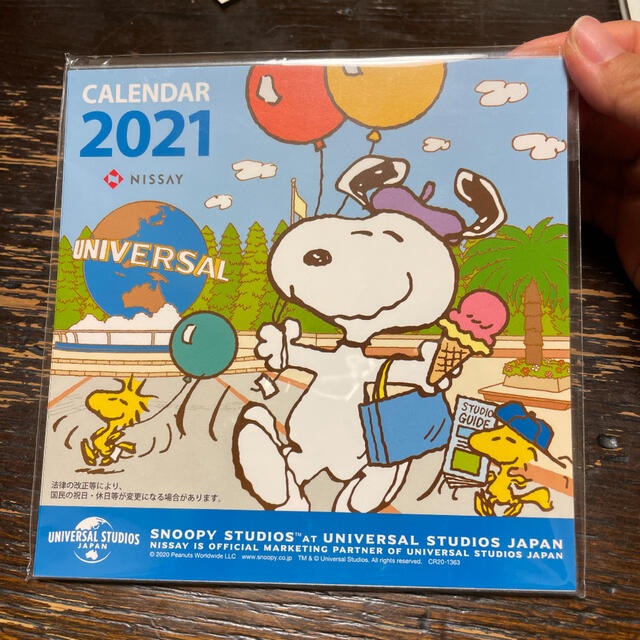 CALENDAR
2021
NISSAY
UNIVERSAL
STUDIO
GUIDE
法律の改正等により、
国民の祝日・休日等が変更になる場合があります。
UNIVERSAL STUDIOS
JAPAN
SNOOPY STUDIOS™ AT UNIVERSAL STUDIOS JAPAN
NISSAY IS OFFICIAL MARKETING PARTNER OF UNIVERSAL STUDIOS JAPAN
© 2020 Peanuts Worldwide LLC www.snoopy.co.jp TM & © Universal Studios. All rights reserved. CR20-1363